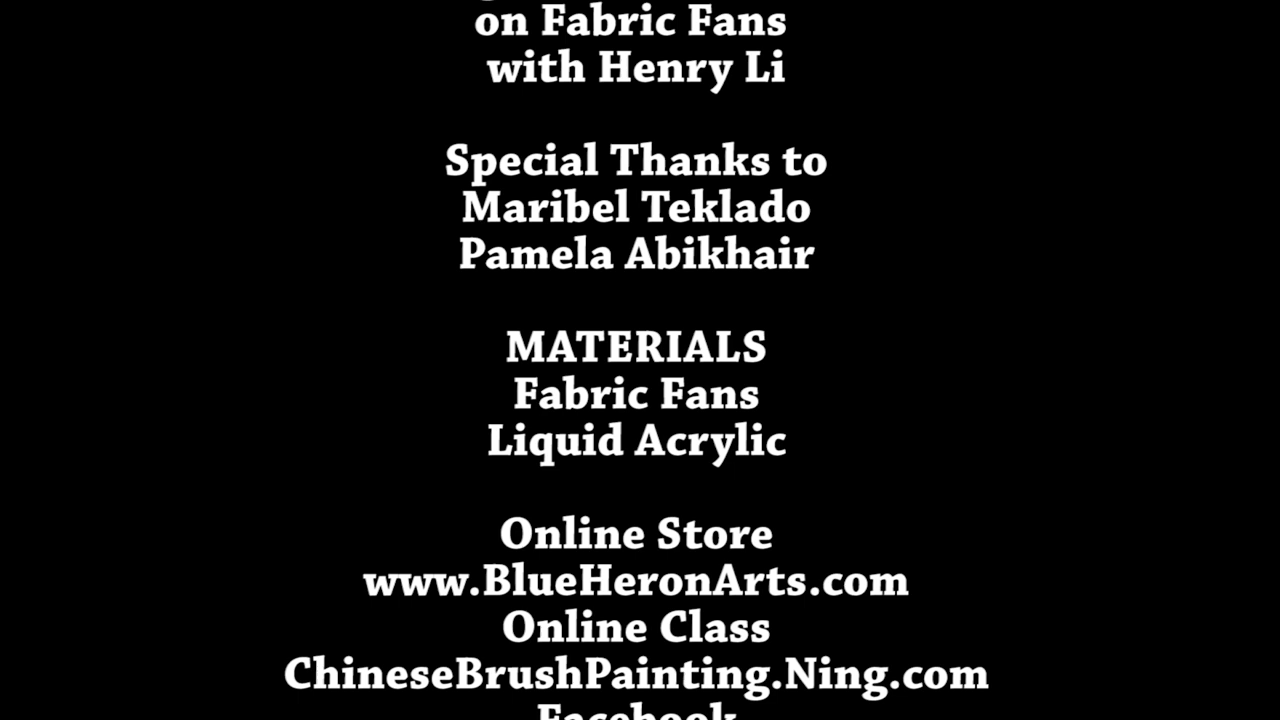 on Fabric Fans
with Henry Li
Special Thanks to
Maribel Teklado
Pamela Abikhair
MATERIALS
Fabric Fans
Liquid Acrylic
Online Store
www.BlueHeronArts.com
Online Class
ChineseBrushPainting.Ning.com
Facebook